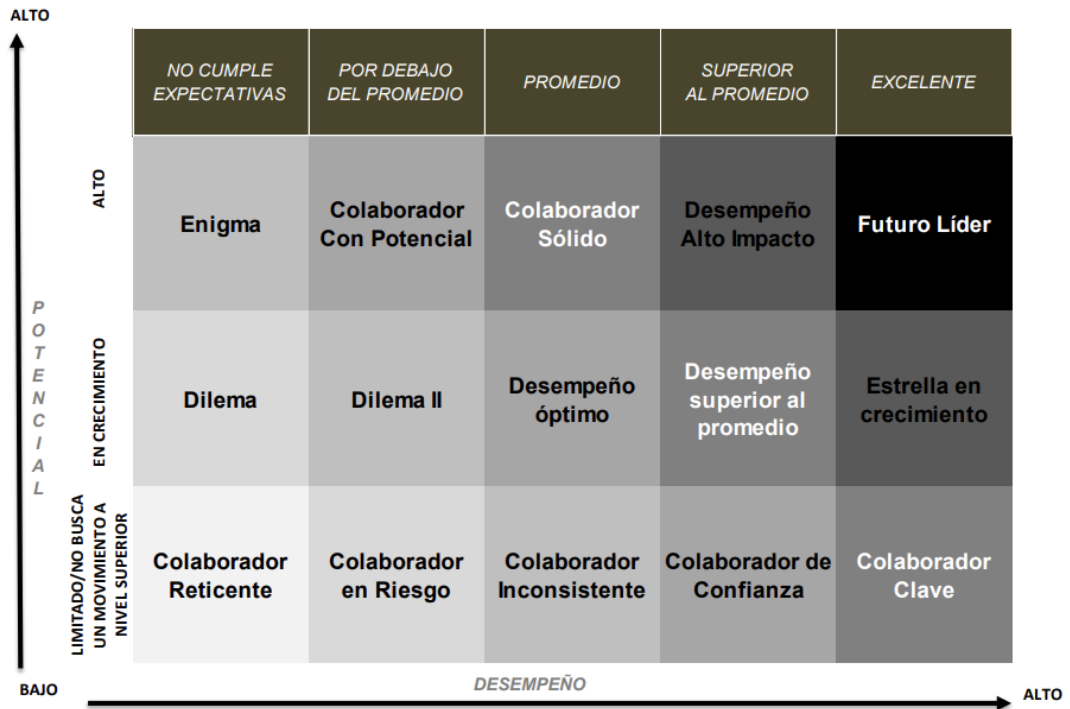 ALTO
NO CUMPLE
EXPECTATIVAS
POR DEBAJO
DEL PROMEDIO
PROMEDIO
SUPERIOR
AL PROMEDIO
EXCELENTE
ALTO
Enigma
Colaborador
Con Potencial
Colaborador
Sólido
Desempeño
Alto Impacto
Futuro Líder
POTENCIAL
EN CRECIMIENTO
Dilema
Dilema II
Desempeño
óptimo
Desempeño
superior al
promedio
Estrella en
crecimiento
LIMITADO/NO BUSCA
UN MOVIMIENTO A
NIVEL SUPERIOR
Colaborador
Reticente
Colaborador
en Riesgo
Colaborador
Inconsistente
Colaborador de
Confianza
Colaborador
Clave
BAJO
DESEMPEÑO
ALTO